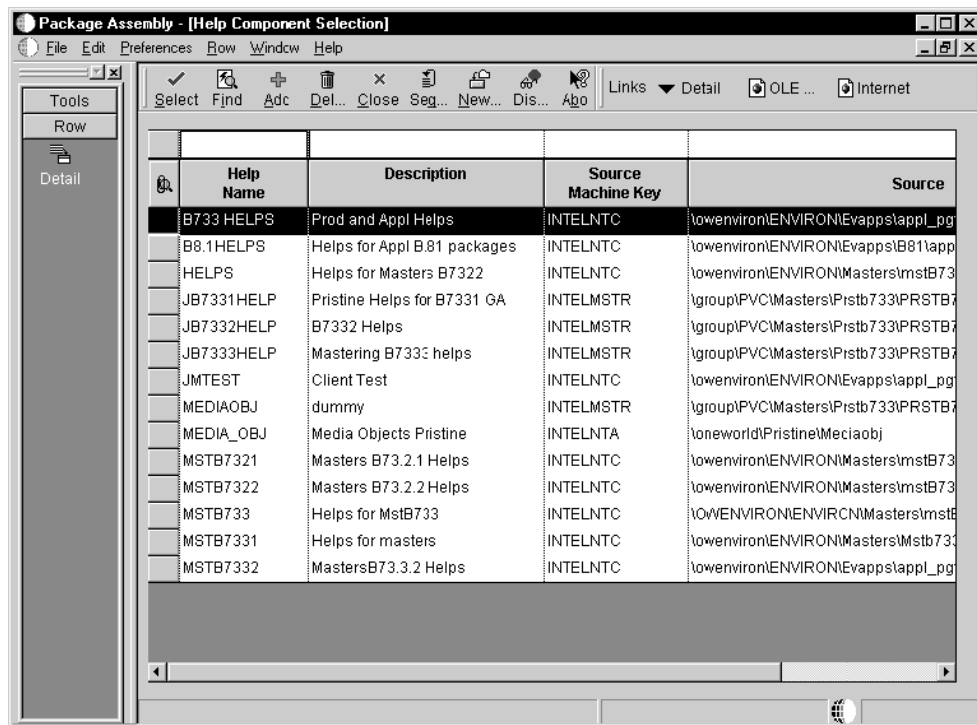 Package Assembly - [Help Component Selection]
File Edit Preferences Row Window Help
Select Find Add Del... Close Seq... New... Dis... Abo Links Detail OLE ... Internet
Tools
Row
Detail
Help Name Description Source Machine Key Source
B733 HELPS Prod and Appl Helps INTELNTC \owenviron\ENVIRON\Evapps\appl_pg
B8.1HELPS Helps for Appl B.81 packages INTELNTC \owenviron\ENVIRON\Evapps\B81\app
HELPS Helps for Masters B7322 INTELNTC \owenviron\ENVIRON\Masters\mstB73
JB7331HELP Pristine Helps for B7331 GA INTELMSTR \group\PVC\Masters\Prstb733\PRSTB7
JB7332HELP B7332 Helps INTELMSTR \group\PVC\Masters\Prstb733\PRSTB7
JB7333HELP Mastering B7333 helps INTELMSTR \group\PVC\Masters\Prstb733\PRSTB7
JMTEST Client Test INTELNTC \owenviron\ENVIRON\Evapps\appl_pg
MEDIAOBJ dummy INTELMSTR \group\PVC\Masters\Prstb733\PRSTB7
MEDIA_OBJ Media Objects Pristine INTELNTA \oneworld\Pristine\Mediaobj
MSTB7321 Masters B73.2.1 Helps INTELNTC \owenviron\ENVIRON\Masters\mstB73
MSTB7322 Masters B73.2.2 Helps INTELNTC \owenviron\ENVIRON\Masters\mstB73
MSTB733 Helps for MstB733 INTELNTC \OWENVIRON\ENVIRON\Masters\mstB
MSTB7331 Helps for masters INTELNTC \owenviron\ENVIRON\Masters\Mstb733
MSTB7332 MastersB73.3.2 Helps INTELNTC \owenviron\ENVIRON\Evapps\appl_pg